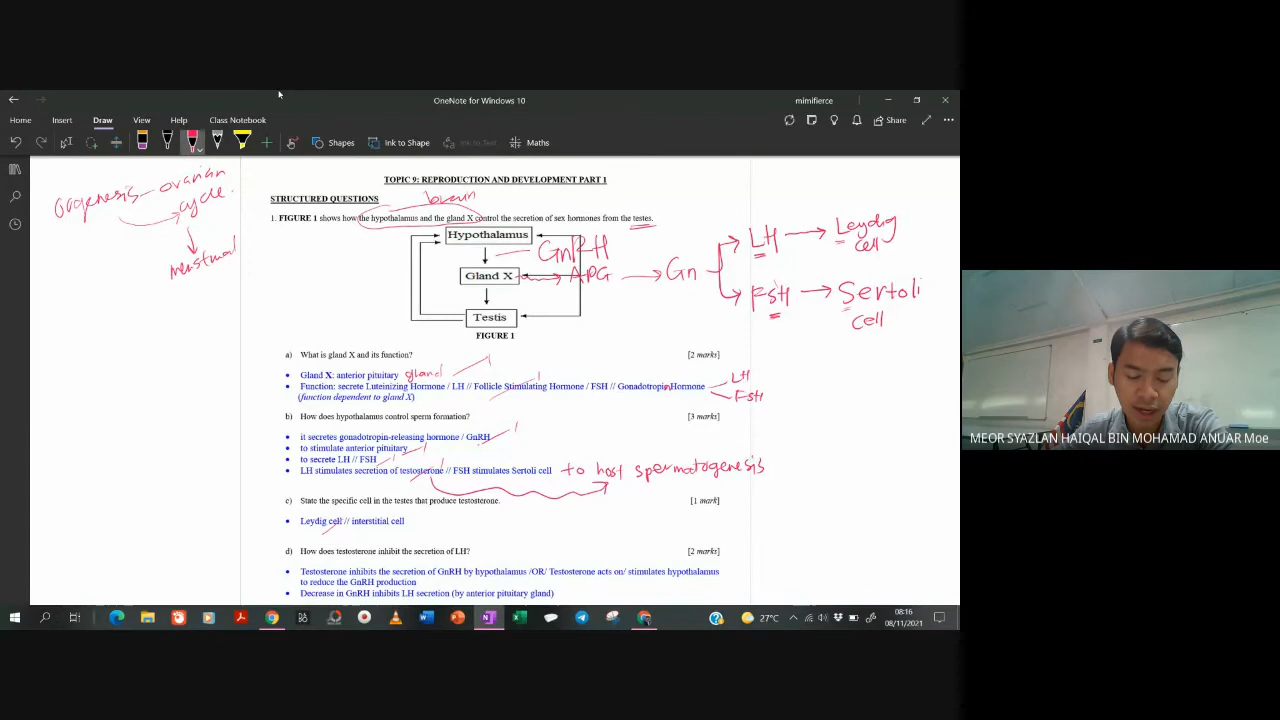 OneNote for Windows 10
mimifierce
Home Insert Draw View Help Class Notebook
Share
Shapes Ink to Shape Ink to Text Maths
TOPIC 9: REPRODUCTION AND DEVELOPMENT PART 1
oogenesis - ovarian
cycle
menstrual
STRUCTURED QUESTIONS
brain
1. FIGURE 1 shows how the hypothalamus and the gland X control the secretion of sex hormones from the testes.
Hypothalamus
GnRH
Gland X
APG
Gn
LH
Leydig
cell
FSH
Sertoli
cell
Testis
FIGURE 1
a) What is gland X and its function? [2 marks]
• Gland X: anterior pituitary gland
• Function: secrete Luteinizing Hormone / LH // Follicle Stimulating Hormone / FSH // Gonadotropin Hormone
LH
FSH
(function dependent to gland X)
b) How does hypothalamus control sperm formation? [3 marks]
• it secretes gonadotropin-releasing hormone / GnRH
• to stimulate anterior pituitary
• to secrete LH // FSH
• LH stimulates secretion of testosterone // FSH stimulates Sertoli cell to host spermatogenesis
c) State the specific cell in the testes that produce testosterone. [1 mark]
• Leydig cell // interstitial cell
d) How does testosterone inhibit the secretion of LH? [2 marks]
• Testosterone inhibits the secretion of GnRH by hypothalamus /OR/ Testosterone acts on/ stimulates hypothalamus
to reduce the GnRH production
• Decrease in GnRH inhibits LH secretion (by anterior pituitary gland)
27°C
08:16
08/11/2021
MEOR SYAZLAN HAIQAL BIN MOHAMAD ANUAR Moe